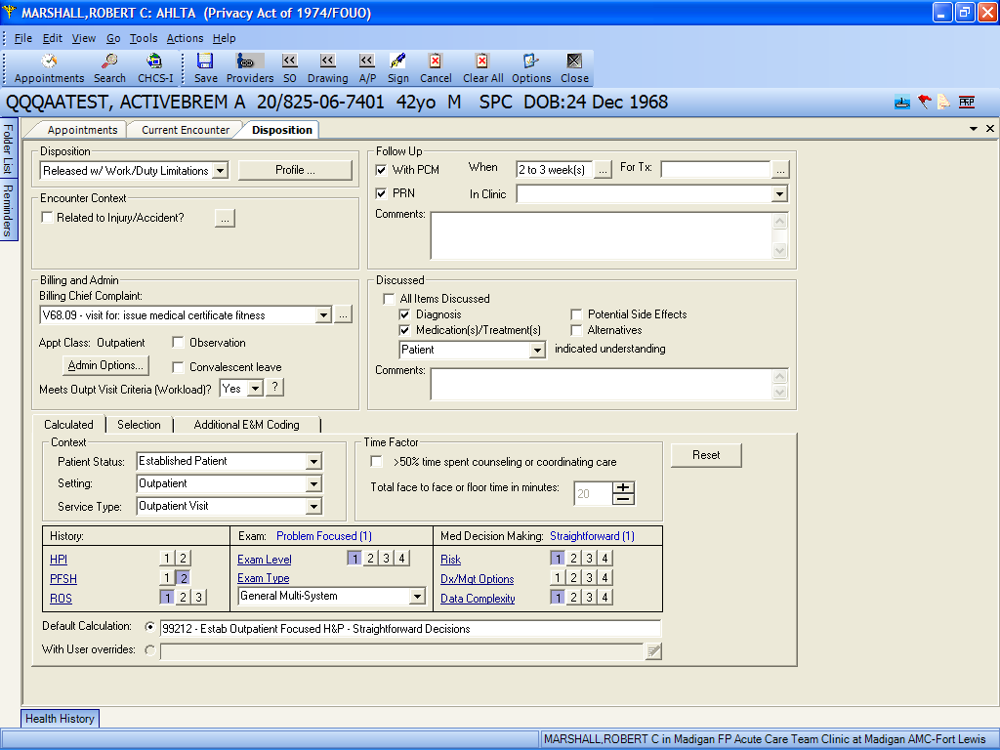 MARSHALL,ROBERT C: AHLTA (Privacy Act of 1974/FOUO)
File Edit View Go Tools Actions Help
Appointments Search CHCS-I Save Providers SO Drawing A/P Sign Cancel Clear All Options Close
QQQAATEST, ACTIVEBREM A 20/825-06-7401 42yo M SPC DOB:24 Dec 1968
Folder List
Reminders
Appointments Current Encounter Disposition
Disposition
Released w/ Work/Duty Limitations Profile ...
Encounter Context
Related to Injury/Accident? ...
Follow Up
With PCM When 2 to 3 week(s) ... For Tx: ...
PRN In Clinic
Comments:
Billing and Admin
Billing Chief Complaint:
V68.09 - visit for: issue medical certificate fitness ...
Appt Class: Outpatient Observation
Admin Options... Convalescent leave
Meets Outpt Visit Criteria (Workload)? Yes ?
Discussed
All Items Discussed
Diagnosis Potential Side Effects
Medication(s)/Treatment(s) Alternatives
Patient indicated understanding
Comments:
Calculated Selection Additional E&M Coding
Context
Patient Status: Established Patient
Setting: Outpatient
Service Type: Outpatient Visit
Time Factor
>50% time spent counseling or coordinating care
Total face to face or floor time in minutes: 20
Reset
History: Exam: Problem Focused (1) Med Decision Making: Straightforward (1)
HPI 1 2 Exam Level 1 2 3 4 Risk 1 2 3 4
PFSH 1 2 Exam Type Dx/Mgt Options 1 2 3 4
ROS 1 2 3 General Multi-System Data Complexity 1 2 3 4
Default Calculation: 99212 - Estab Outpatient Focused H&P - Straightforward Decisions
With User overrides:
Health History
MARSHALL,ROBERT C in Madigan FP Acute Care Team Clinic at Madigan AMC-Fort Lewis